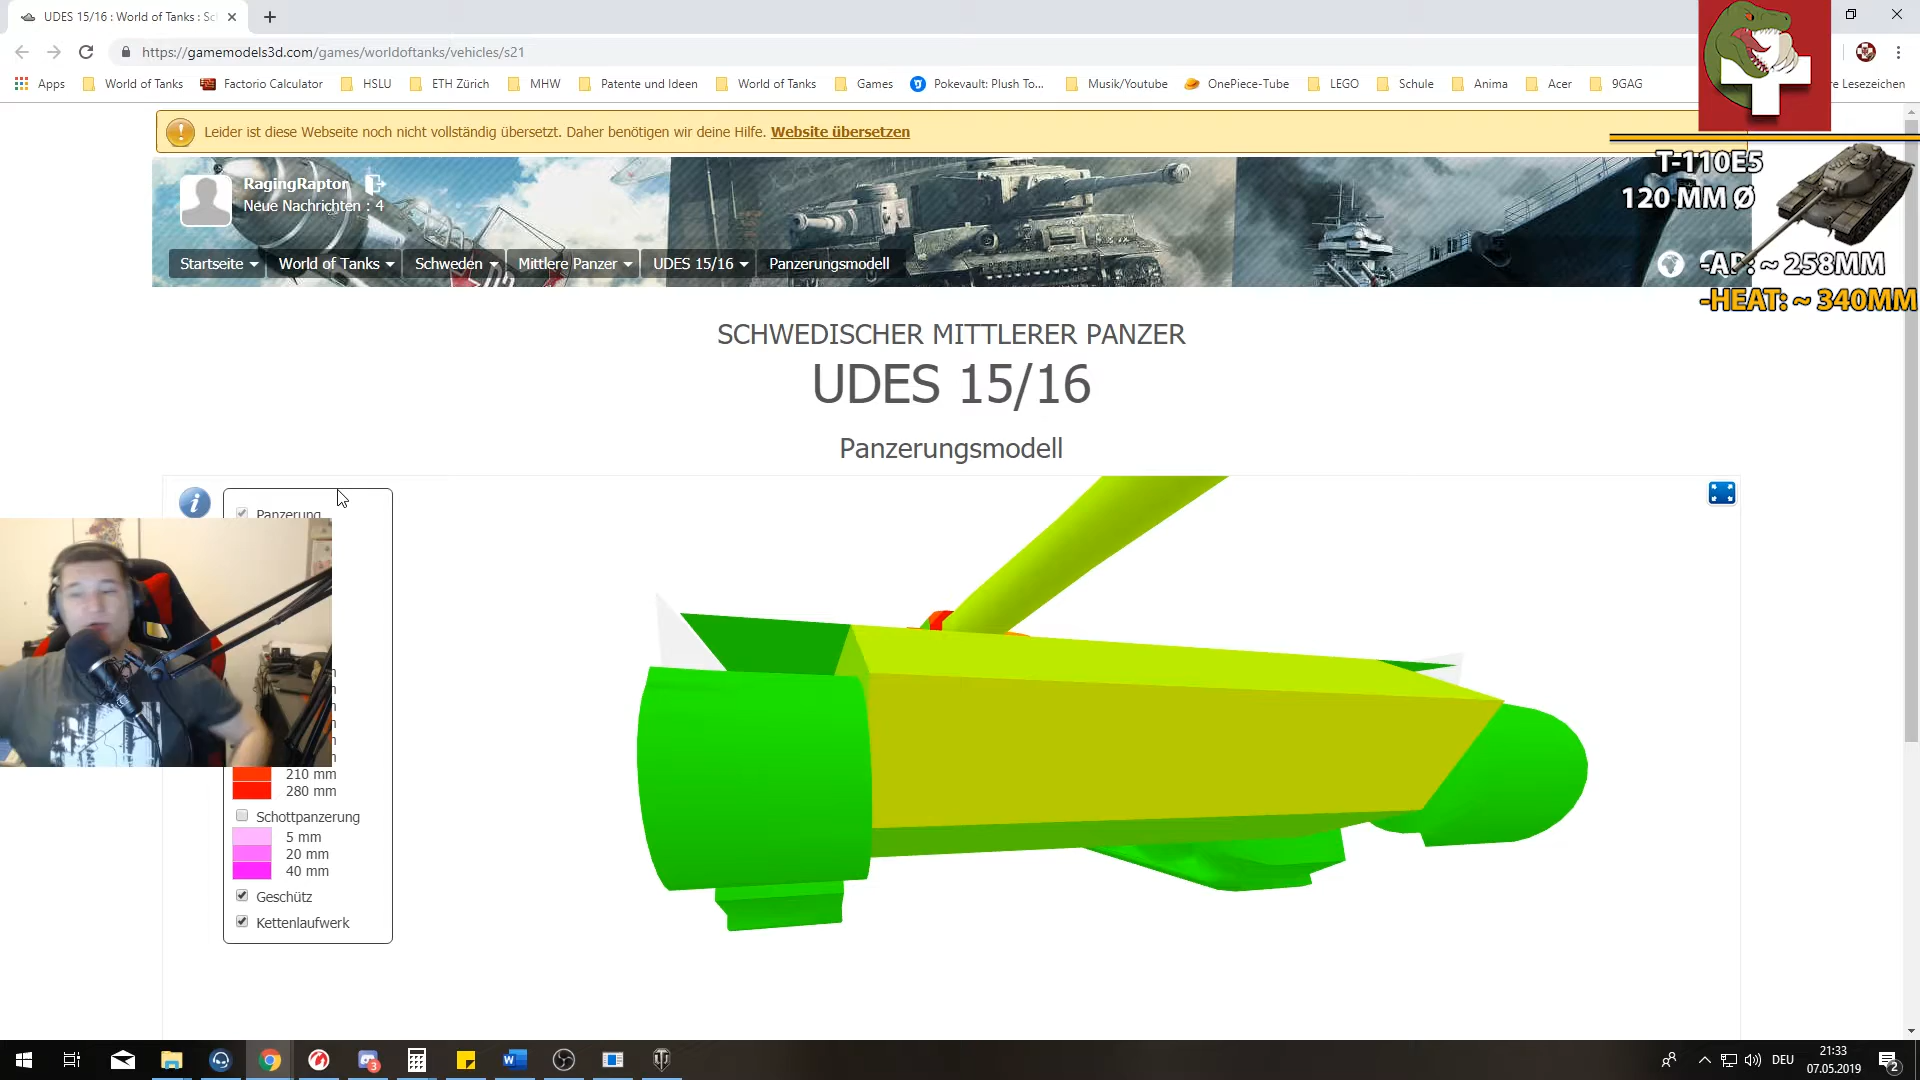 UDES 15/16 : World of Tanks : Sc
https://gamemodels3d.com/games/worldoftanks/vehicles/s21
Apps
World of Tanks
Factorio Calculator
HSLU
ETH Zürich
MHW
Patente und Ideen
World of Tanks
Games
Pokevault: Plush To...
Musik/Youtube
OnePiece-Tube
LEGO
Schule
Anima
Acer
9GAG
re Lesezeichen
Leider ist diese Webseite noch nicht vollständig übersetzt. Daher benötigen wir deine Hilfe. Website übersetzen
T-110E5
120 MM Ø
-AP: ~ 258MM
-HEAT: ~ 340MM
RagingRaptor
Neue Nachrichten : 4
Startseite
World of Tanks
Schweden
Mittlere Panzer
UDES 15/16
Panzerungsmodell
SCHWEDISCHER MITTLERER PANZER
UDES 15/16
Panzerungsmodell
Panzerung
210 mm
280 mm
Schottpanzerung
5 mm
20 mm
40 mm
Geschütz
Kettenlaufwerk
DEU
21:33
07.05.2019
2
3